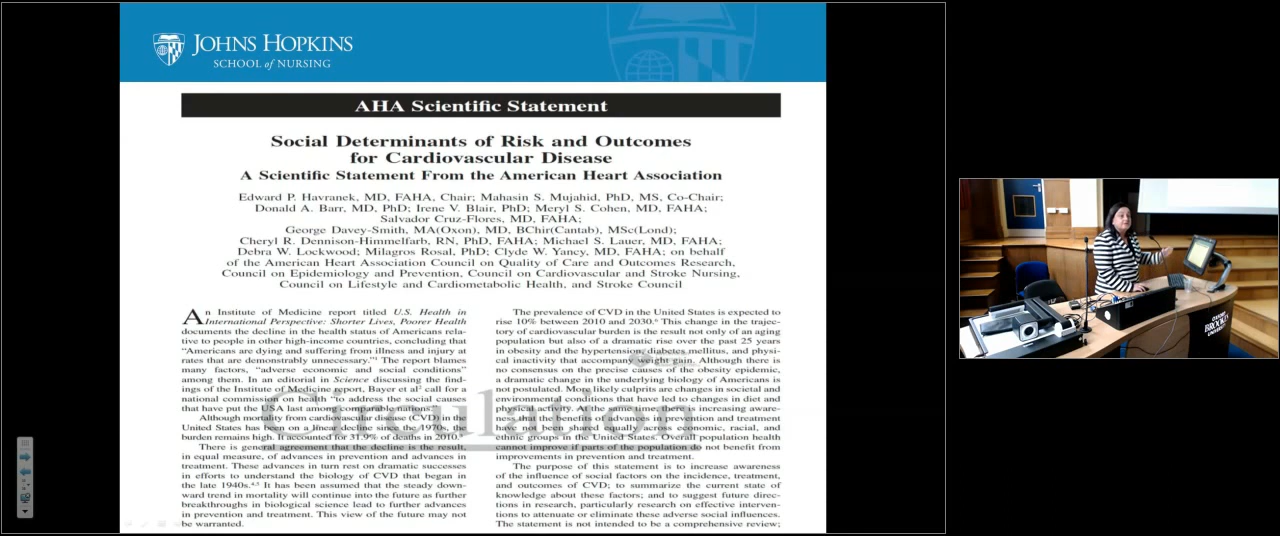 JOHNS HOPKINS
SCHOOL of NURSING
AHA Scientific Statement
Social Determinants of Risk and Outcomes
for Cardiovascular Disease
A Scientific Statement From the American Heart Association
Edward P. Havranek, MD, FAHA, Chair; Mahasin S. Mujahid, PhD, MS, Co-Chair;
Donald A. Barr, MD, PhD; Irene V. Blair, PhD; Meryl S. Cohen, MD, FAHA;
Salvador Cruz-Flores, MD, FAHA;
George Davey-Smith, MA(Oxon), MD, BChir(Cantab), MSc(Lond);
Cheryl R. Dennison-Himmelfarb, RN, PhD, FAHA; Michael S. Lauer, MD, FAHA;
Debra W. Lockwood; Milagros Rosal, PhD; Clyde W. Yancy, MD, FAHA; on behalf
of the American Heart Association Council on Quality of Care and Outcomes Research,
Council on Epidemiology and Prevention, Council on Cardiovascular and Stroke Nursing,
Council on Lifestyle and Cardiometabolic Health, and Stroke Council
An Institute of Medicine report titled U.S. Health in
International Perspective: Shorter Lives, Poorer Health
documents the decline in the health status of Americans rela-
tive to people in other high-income countries, concluding that
“Americans are dying and suffering from illness and injury at
rates that are demonstrably unnecessary.”1 The report blames
many factors, “adverse economic and social conditions”
among them. In an editorial in Science discussing the find-
ings of the Institute of Medicine report, Bayer et al2 call for a
national commission on health “to address the social causes
that have put the USA last among comparable nations.”
Although mortality from cardiovascular disease (CVD) in the
United States has been on a linear decline since the 1970s, the
burden remains high. It accounted for 31.9% of deaths in 2010.3
There is general agreement that the decline is the result,
in equal measure, of advances in prevention and advances in
treatment. These advances in turn rest on dramatic successes
in efforts to understand the biology of CVD that began in
the late 1940s.4,5 It has been assumed that the steady down-
ward trend in mortality will continue into the future as further
breakthroughs in biological science lead to further advances
in prevention and treatment. This view of the future may not
be warranted.
The prevalence of CVD in the United States is expected to
rise 10% between 2010 and 2030.6 This change in the trajec-
tory of cardiovascular burden is the result not only of an aging
population but also of a dramatic rise over the past 25 years
in obesity and the hypertension, diabetes mellitus, and physi-
cal inactivity that accompany weight gain. Although there is
no consensus on the precise causes of the obesity epidemic,
a dramatic change in the underlying biology of Americans is
not postulated. More likely culprits are changes in societal and
environmental conditions that have led to changes in diet and
physical activity. At the same time, there is increasing aware-
ness that the benefits of advances in prevention and treatment
have not been shared equally across economic, racial, and
ethnic groups in the United States. Overall population health
cannot improve if parts of the population do not benefit from
improvements in prevention and treatment.
The purpose of this statement is to increase awareness
of the influence of social factors on the incidence, treatment,
and outcomes of CVD; to summarize the current state of
knowledge about these factors; and to suggest future direc-
tions in research, particularly research on effective interven-
tions to attenuate or eliminate these adverse social influences.
The statement is not intended to be a comprehensive review;
Circulation
OXFORD
BROOKES
UNIVERSITY